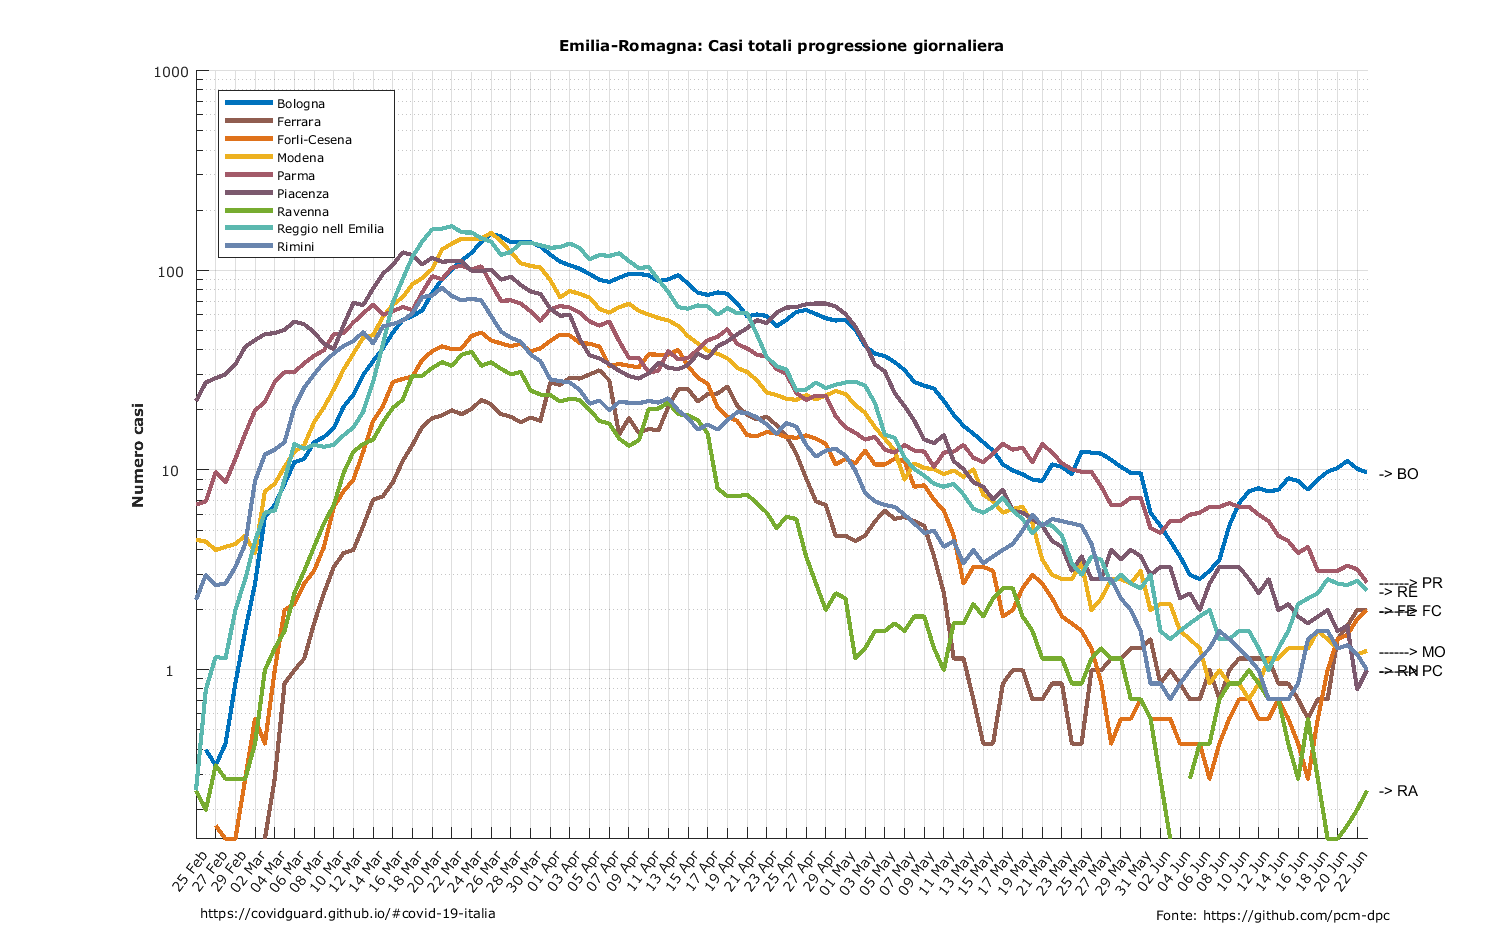 Emilia-Romagna: Casi totali progressione giornaliera
1000
100
10
1
Numero casi
Bologna
Ferrara
Forli-Cesena
Modena
Parma
Piacenza
Ravenna
Reggio nell Emilia
Rimini
-> BO
------> PR
-> RE
-> FE
------> FC
------> MO
-> RN
------> PC
-> RA
25 Feb
27 Feb
29 Feb
02 Mar
04 Mar
06 Mar
08 Mar
10 Mar
12 Mar
14 Mar
16 Mar
18 Mar
20 Mar
22 Mar
24 Mar
26 Mar
28 Mar
30 Mar
01 Apr
03 Apr
05 Apr
07 Apr
09 Apr
11 Apr
13 Apr
15 Apr
17 Apr
19 Apr
21 Apr
23 Apr
25 Apr
27 Apr
29 Apr
01 May
03 May
05 May
07 May
09 May
11 May
13 May
15 May
17 May
19 May
21 May
23 May
25 May
27 May
29 May
31 May
02 Jun
04 Jun
06 Jun
08 Jun
10 Jun
12 Jun
14 Jun
16 Jun
18 Jun
20 Jun
22 Jun
https://covidguard.github.io/#covid-19-italia
Fonte: https://github.com/pcm-dpc